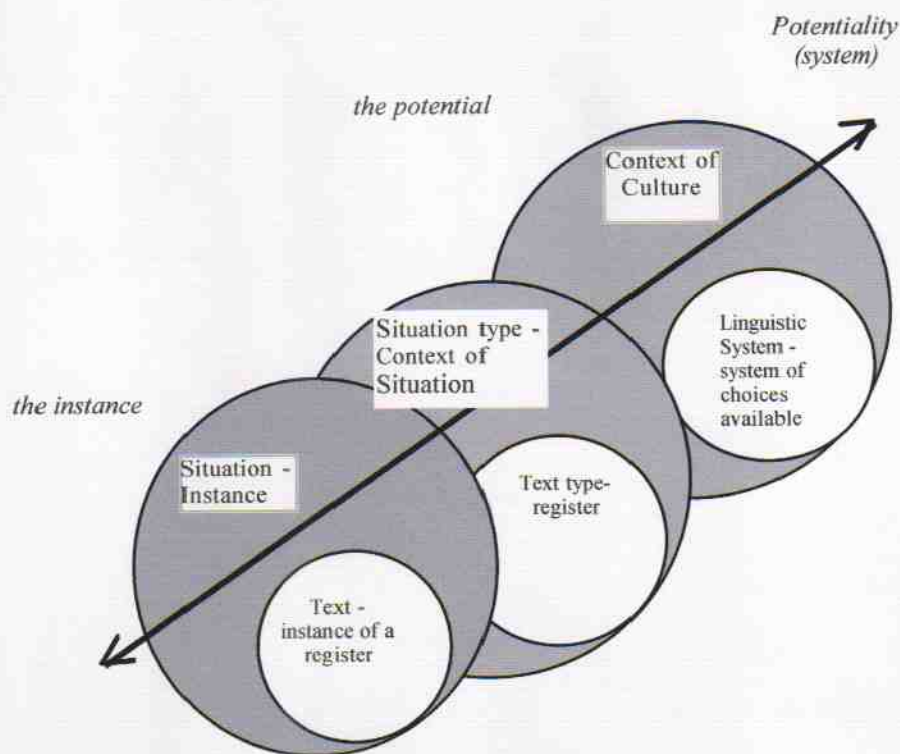 Potentiality
(system)
the potential
Context of
Culture
Situation type -
Context of
Situation
Linguistic
System -
system of
choices
available
the instance
Situation -
Instance
Text type-
register
Text -
instance of a
register